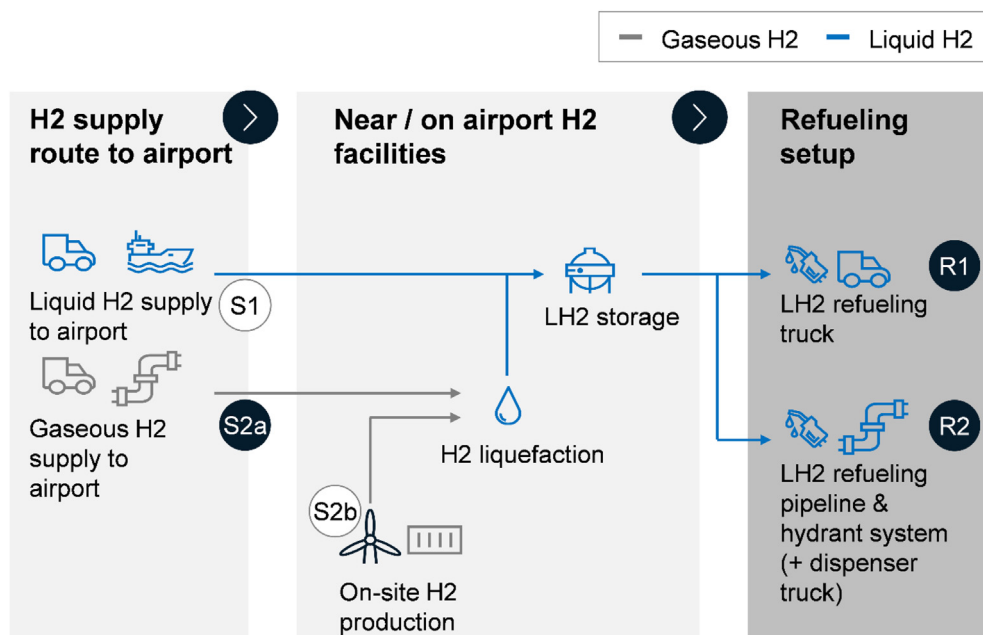 Gaseous H2
Liquid H2
H2 supply
route to airport
Near / on airport H2
facilities
Refueling
setup
Liquid H2 supply
to airport
S1
LH2 storage
LH2 refueling
truck
R1
Gaseous H2
supply to
airport
S2a
H2 liquefaction
LH2 refueling
pipeline &
hydrant system
(+ dispenser
truck)
R2
S2b
On-site H2
production